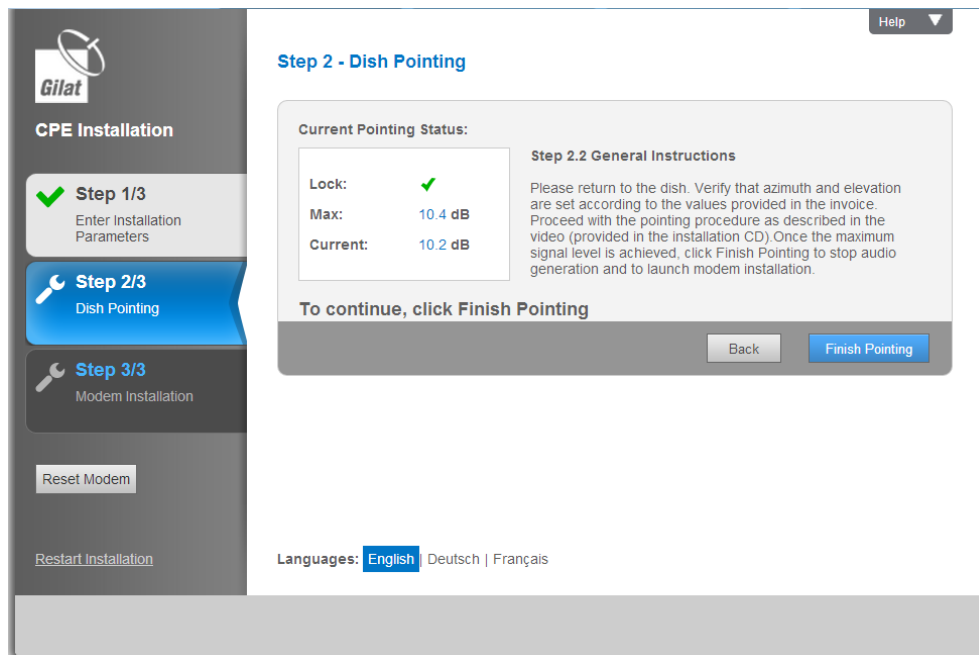 Help
Gilat
CPE Installation
Step 1/3
Enter Installation
Parameters
Step 2/3
Dish Pointing
Step 3/3
Modem Installation
Reset Modem
Restart Installation
Step 2 - Dish Pointing
Current Pointing Status:
Lock:
Max: 10.4 dB
Current: 10.2 dB
Step 2.2 General Instructions
Please return to the dish. Verify that azimuth and elevation
are set according to the values provided in the invoice.
Proceed with the pointing procedure as described in the
video (provided in the installation CD).Once the maximum
signal level is achieved, click Finish Pointing to stop audio
generation and to launch modem installation.
To continue, click Finish Pointing
Back
Finish Pointing
Languages: English | Deutsch | Français